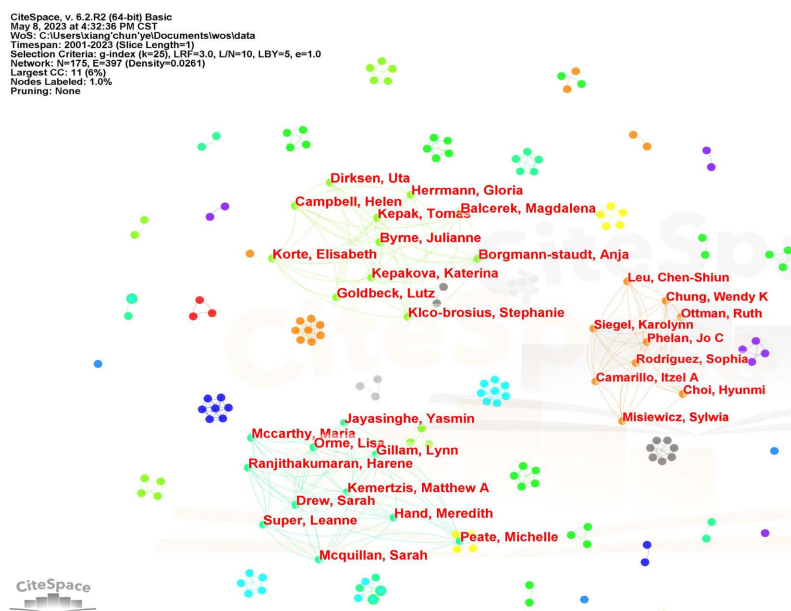 CiteSpace, v. 6.2.R2 (64-bit) Basic
May 8, 2023 at 4:32:36 PM CST
WoS: C:\Users\xiang'chun'ye\Documents\wos\data
Timespan: 2001-2023 (Slice Length=1)
Selection Criteria: g-index (k=25), LRF=3.0, L/N=10, LBY=5, e=1.0
Network: N=175, E=397 (Density=0.0261)
Largest CC: 11 (6%)
Nodes Labeled: 1.0%
Pruning: None
Dirksen, Uta
Herrmann, Gloria
Campbell, Helen
Kepak, Tomas
Balcerek, Magdalena
Byrne, Julianne
Korte, Elisabeth
Borgmann-staudt, Anja
Kepakova, Katerina
Goldbeck, Lutz
Klco-brosius, Stephanie
Leu, Chen-Shiun
Chung, Wendy K
Ottman, Ruth
Siegel, Karolynn
Phelan, Jo C
Rodriguez, Sophia
Camarillo, Itzel A
Choi, Hyunmi
Misiewicz, Sylwia
Jayasinghe, Yasmin
Mccarthy, Maria
Orme, Lisa
Gillam, Lynn
Ranjithakumaran, Harene
Kemertzis, Matthew A
Drew, Sarah
Hand, Meredith
Super, Leanne
Peate, Michelle
Mcquillan, Sarah
CiteSpace
CiteSpace
CiteSpace